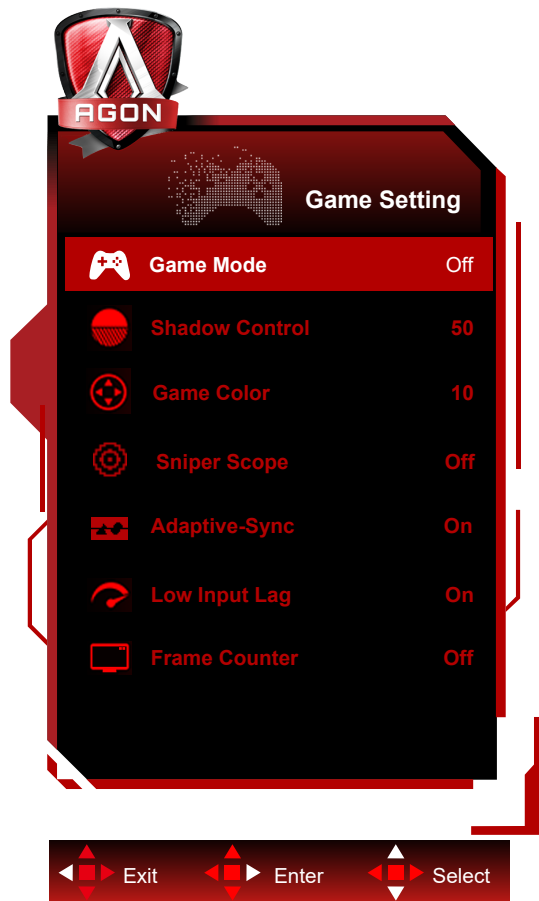 AGON
Game Setting
Game Mode Off
Shadow Control 50
Game Color 10
Sniper Scope Off
Adaptive-Sync On
Low Input Lag On
Frame Counter Off
Exit Enter Select